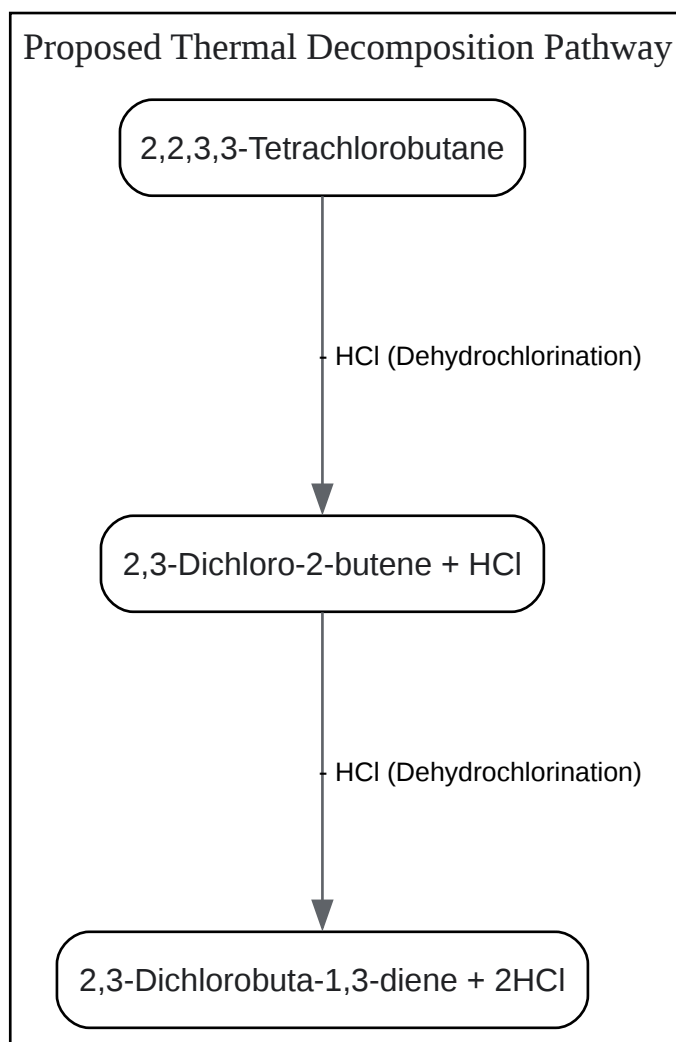 Proposed Thermal Decomposition Pathway
2,2,3,3-Tetrachlorobutane
- HCl (Dehydrochlorination)
2,3-Dichloro-2-butene + HCl
- HCl (Dehydrochlorination)
2,3-Dichlorobuta-1,3-diene + 2HCl